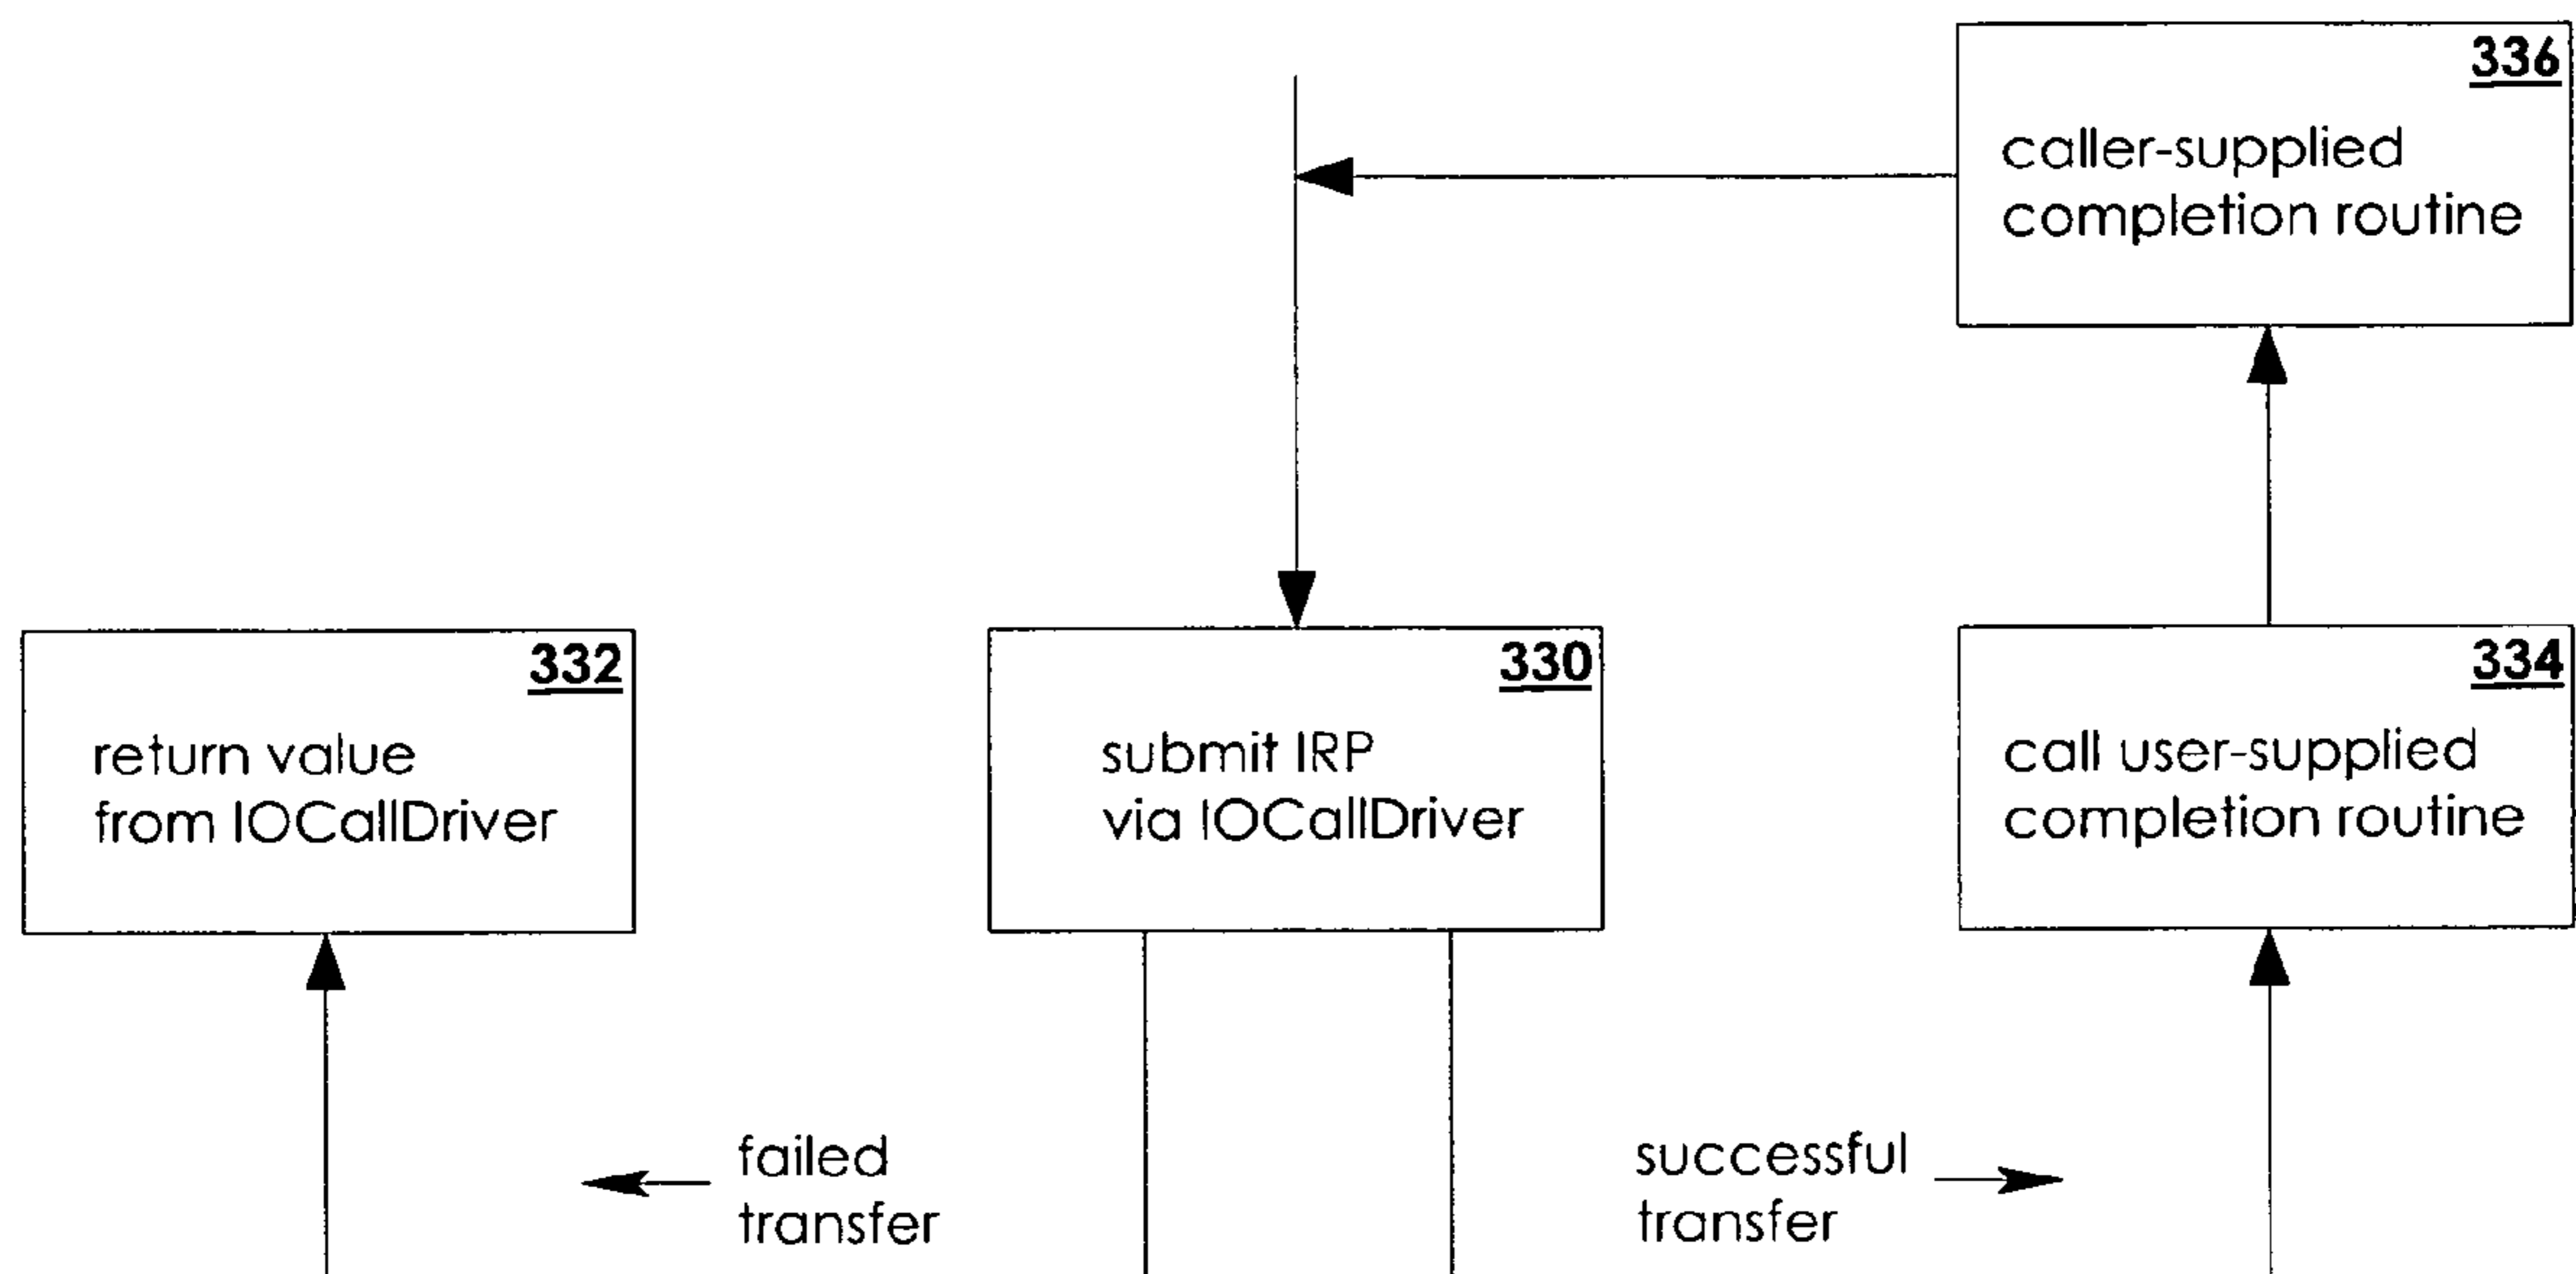 336
caller-supplied
completion routine
332
return value
from IOCallDriver
330
submit IRP
via IOCallDriver
334
call user-supplied
completion routine
failed
transfer
successful
transfer